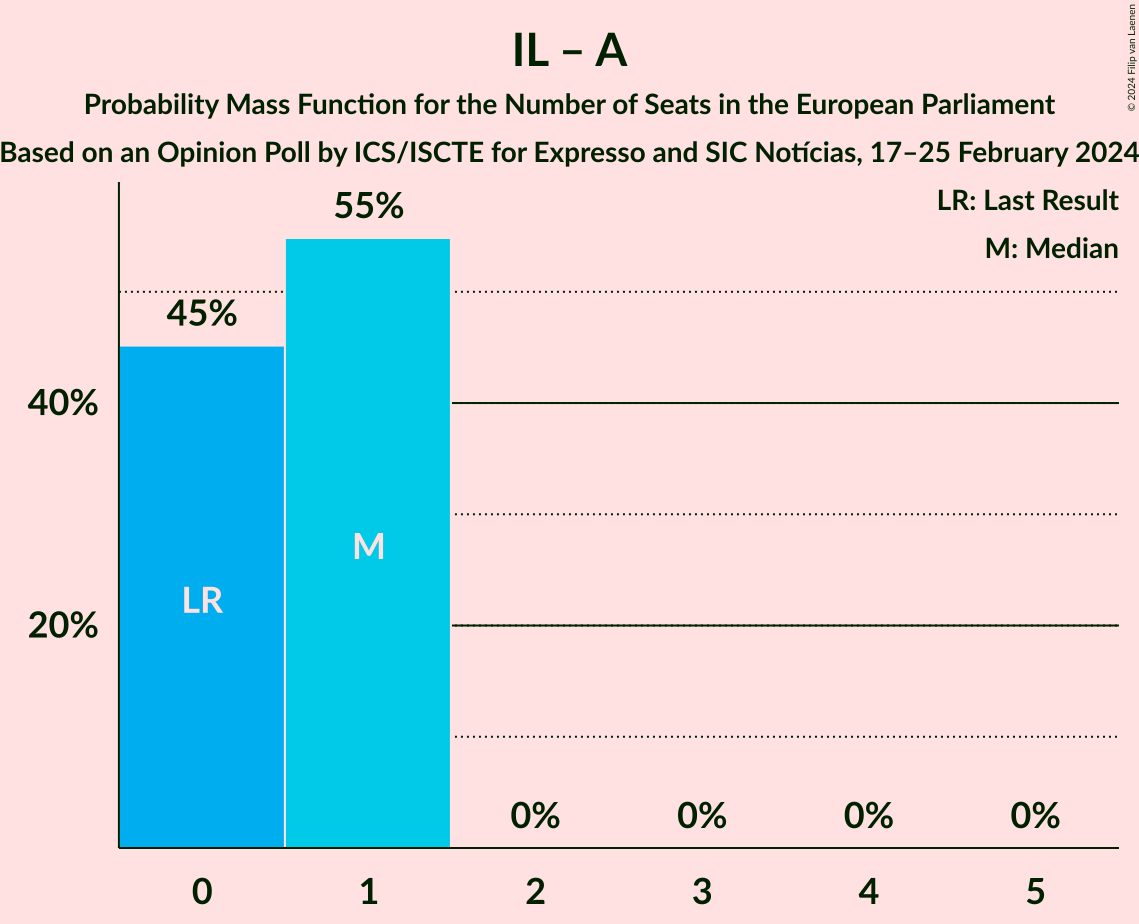 IL – A
Probability Mass Function for the Number of Seats in the European Parliament
Based on an Opinion Poll by ICS/ISCTE for Expresso and SIC Notícias, 17–25 February 2024
© 2024 Filip van Laenen
LR: Last Result
M: Median
55%
45%
40%
M
LR
20%
0% 0% 0% 0%
0 1 2 3 4 5